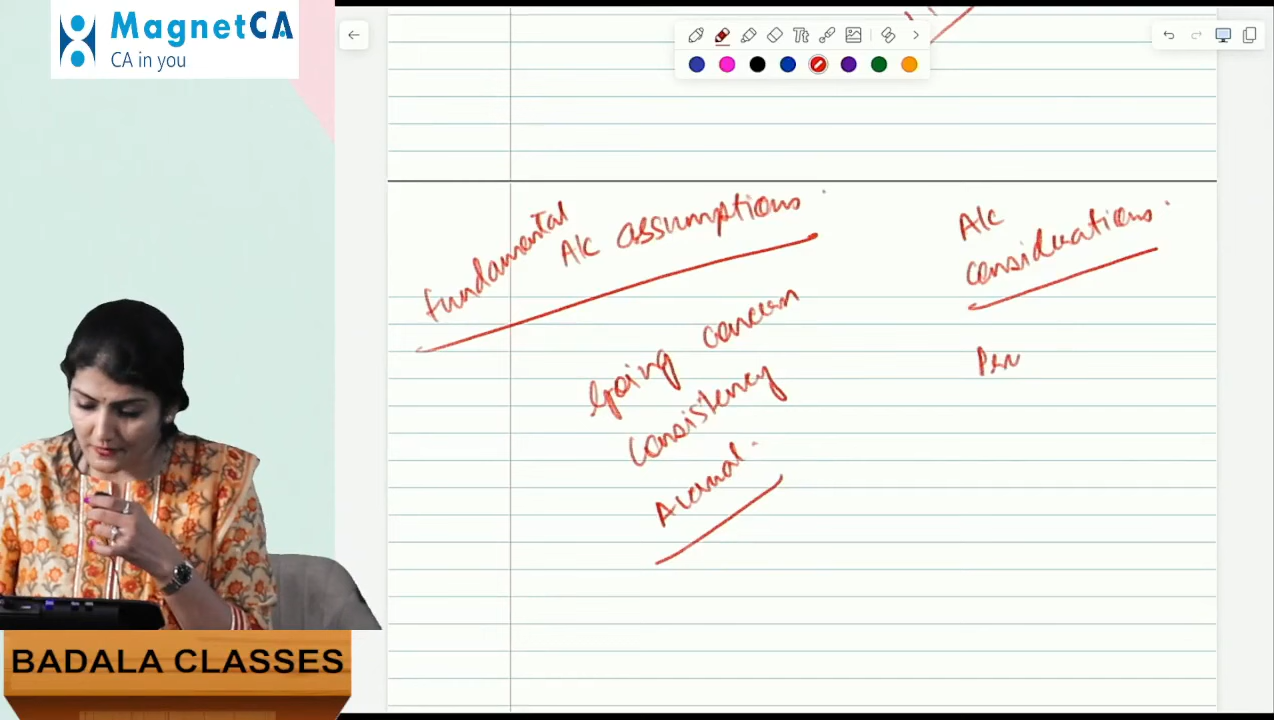 MagnetCA
CA in you
Fundamental
A/c assumptions.
Going concern
Consistency
Accrual.
A/c
considerations.
BADALA CLASSES